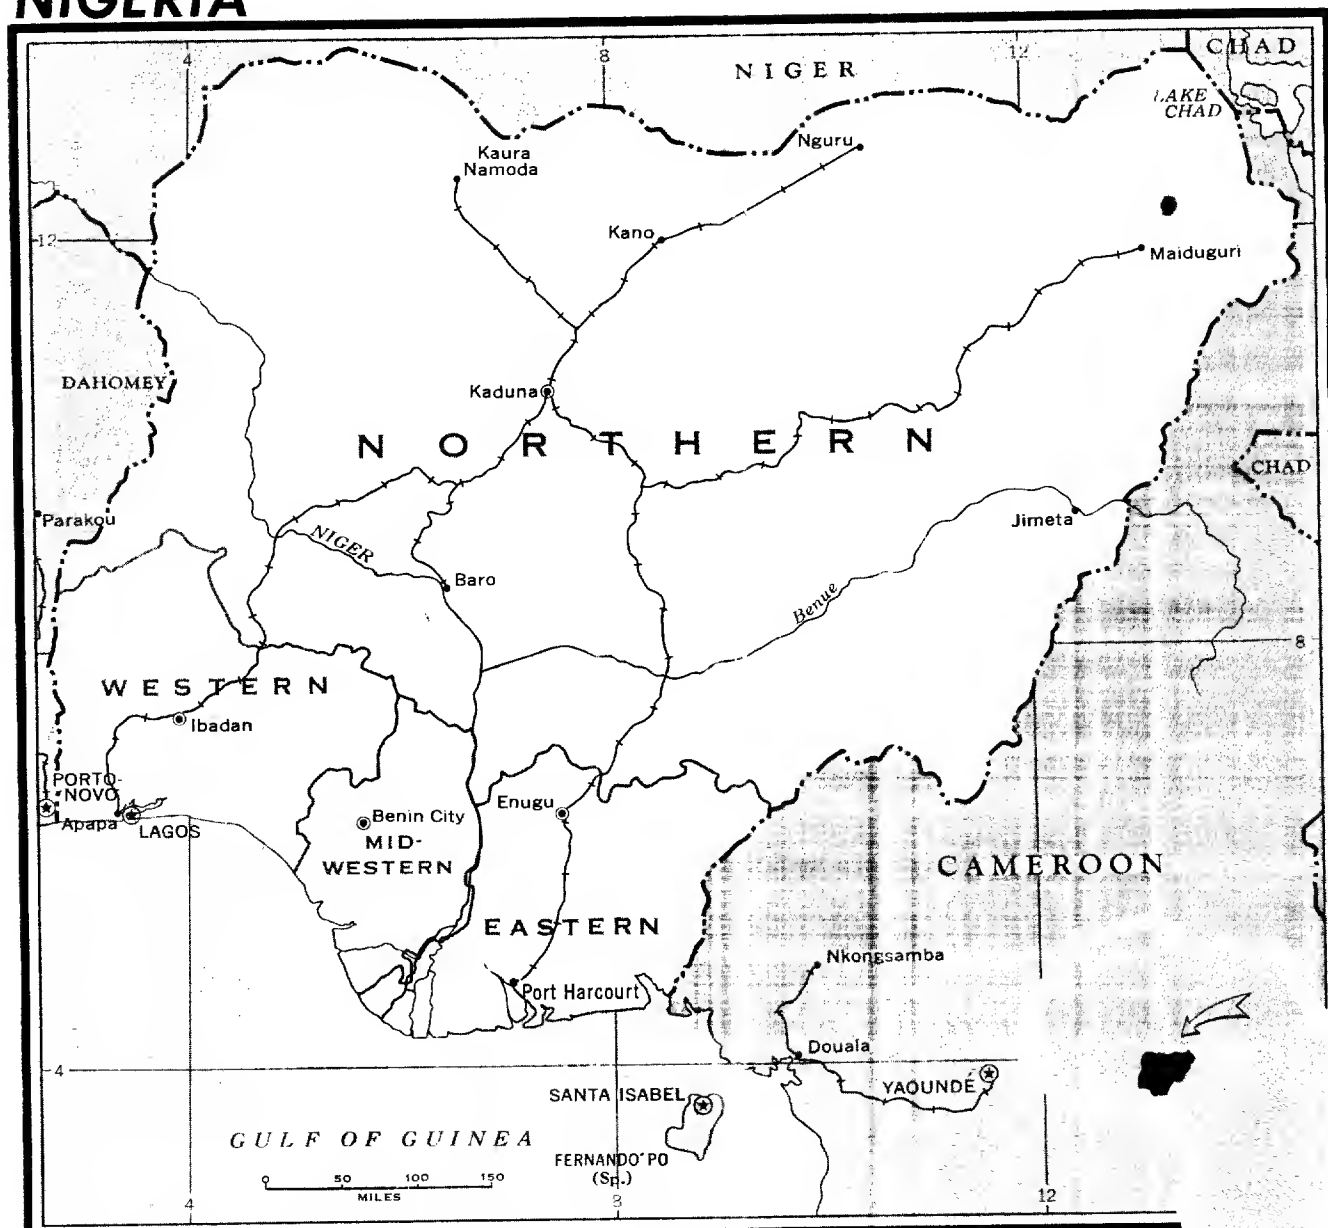 NIGERIA
4
8
12
CHAD
NIGER
LAKE
CHAD
Nguru
Kaura
Namoda
12
Kano
Maiduguri
DAHOMEY
Kaduna
NORTHERN
CHAD
Parakou
NIGER
Jimeta
Baro
Benue
8
WESTERN
Ibadan
PORTO-
NOVO
Enugu
Apapa
LAGOS
Benin City
MID-
WESTERN
CAMEROON
EASTERN
Nkongsamba
Port Harcourt
Douala
4
YAOUNDÉ
SANTA ISABEL
GULF OF GUINEA
FERNANDO PO
(Sp.)
0 50 100 150
MILES
4
8
12